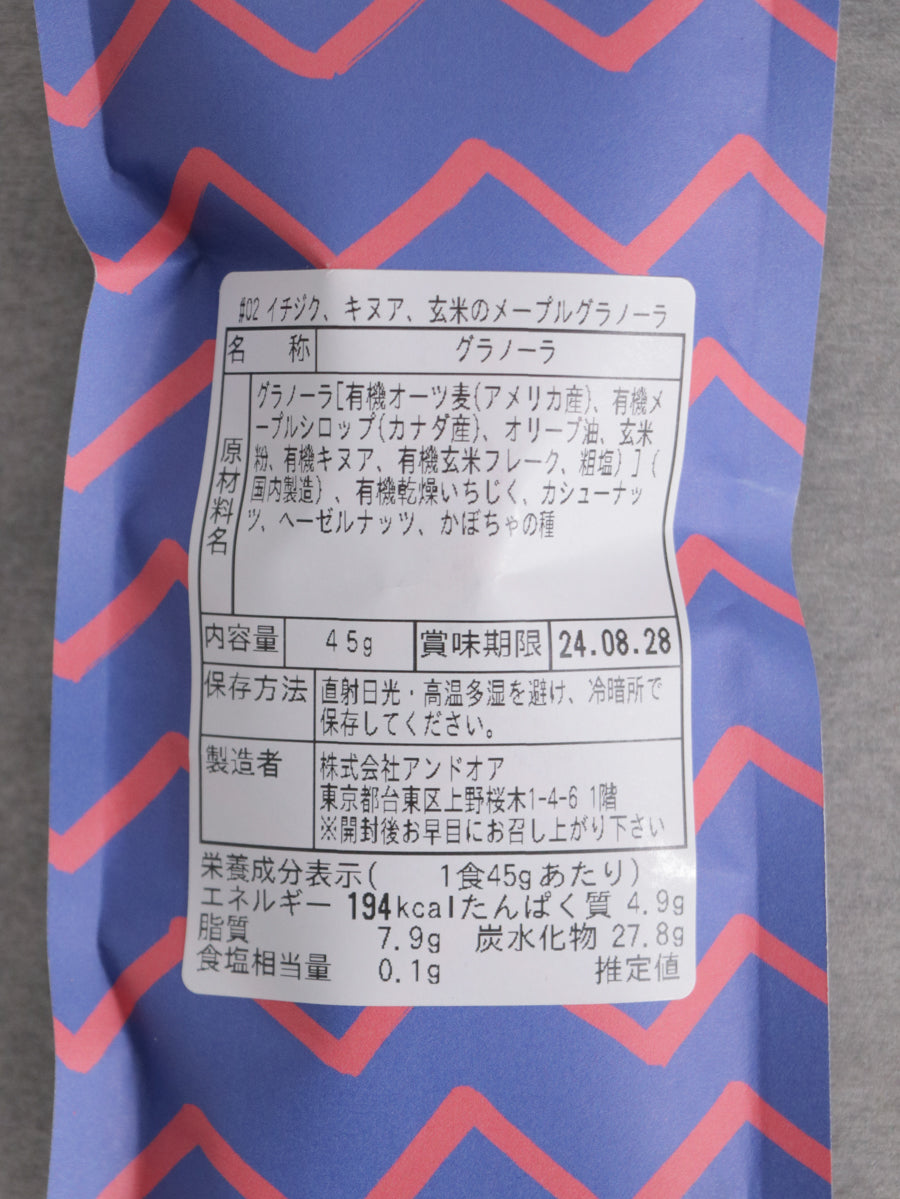 #02 イチジク、キヌア、玄米のメープルグラノーラ
名 称 グラノーラ
原材料名
グラノーラ[有機オーツ麦(アメリカ産)、有機メ
ープルシロップ(カナダ産)、オリーブ油、玄米
粉、有機キヌア、有機玄米フレーク、粗塩)](
国内製造)、有機乾燥いちじく、カシューナッ
ツ、ヘーゼルナッツ、かぼちゃの種
内容量 45g 賞味期限 24.08.28
保存方法 直射日光・高温多湿を避け、冷暗所で
保存してください。
製造者 株式会社アンドオア
東京都台東区上野桜木1-4-6 1階
※開封後お早目にお召し上がり下さい
栄養成分表示( 1食45gあたり)
エネルギー 194kcalたんぱく質 4.9g
脂質 7.9g 炭水化物 27.8g
食塩相当量 0.1g 推定値